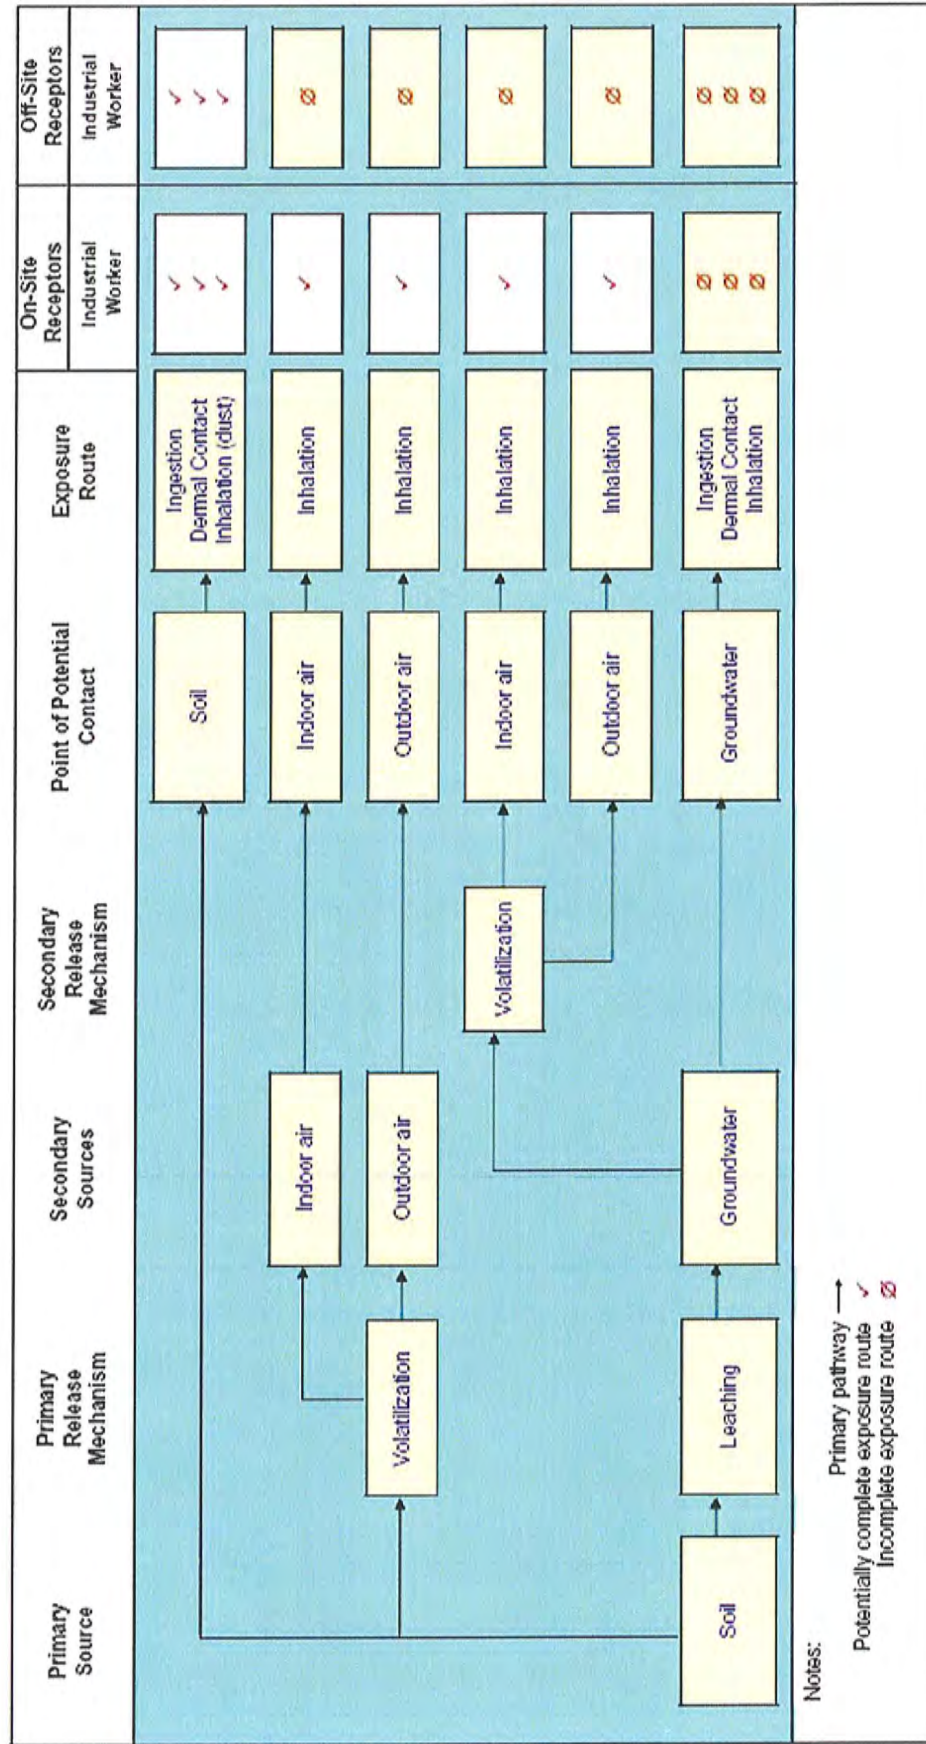 Primary
Source
Primary
Release
Mechanism
Secondary
Sources
Secondary
Release
Mechanism
Point of Potential
Contact
Exposure
Route
On-Site
Receptors
Industrial
Worker
Off-Site
Receptors
Industrial
Worker
Soil
Ingestion
Dermal Contact
Inhalation (dust)
✓
✓
✓
✓
✓
✓
Indoor air
Indoor air
Inhalation
✓
Ø
Volatilization
Outdoor air
Outdoor air
Inhalation
✓
Ø
Volatilization
Indoor air
Inhalation
✓
Ø
Outdoor air
Inhalation
✓
Ø
Soil
Leaching
Groundwater
Groundwater
Ingestion
Dermal Contact
Inhalation
Ø
Ø
Ø
Ø
Ø
Ø
Notes:
Primary pathway →
Potentially complete exposure route ✓
Incomplete exposure route Ø